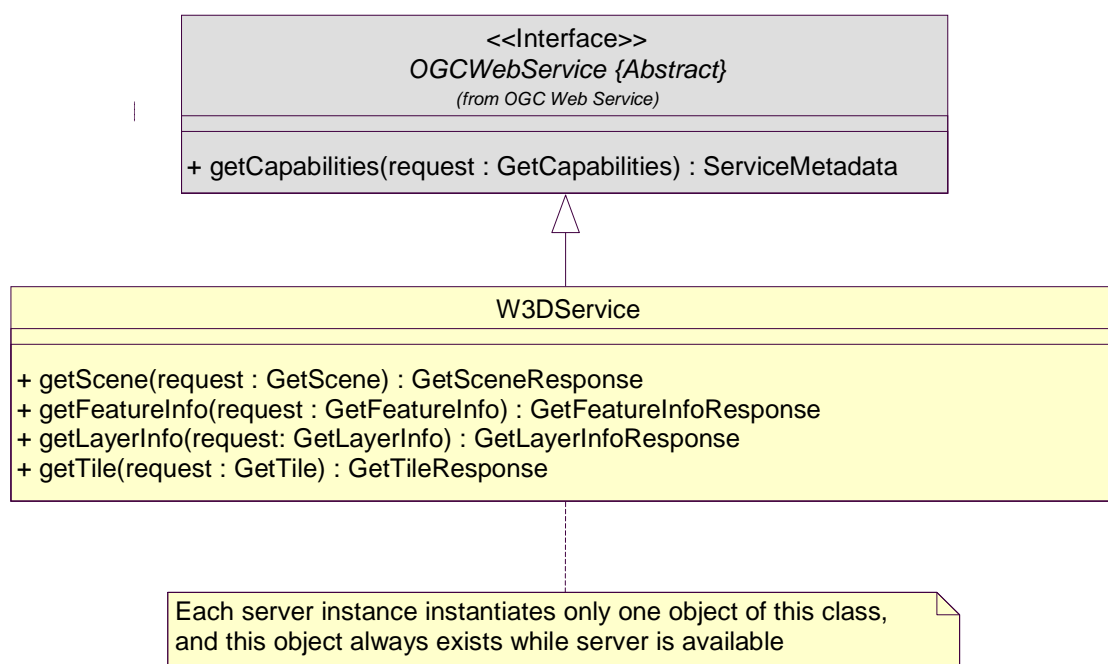 <<Interface>>
OGCWebService {Abstract}
(from OGC Web Service)
+ getCapabilities(request : GetCapabilities) : ServiceMetadata
W3DService
+ getScene(request : GetScene) : GetSceneResponse
+ getFeatureInfo(request : GetFeatureInfo) : GetFeatureInfoResponse
+ getLayerInfo(request: GetLayerInfo) : GetLayerInfoResponse
+ getTile(request : GetTile) : GetTileResponse
Each server instance instantiates only one object of this class,
and this object always exists while server is available